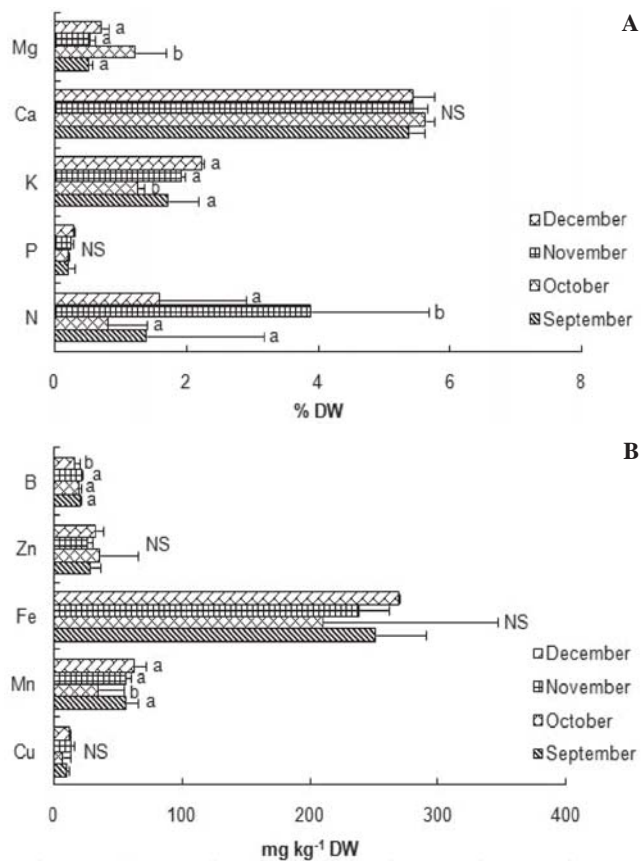 A
Mg
a
a
b
a
Ca
NS
K
a
a
b
a
P
NS
N
a
b
a
a
December
November
October
September
0 2 4 6 8
% DW
B
B
b
a
a
a
Zn
NS
Fe
NS
Mn
a
a
b
a
Cu
NS
December
November
October
September
0 100 200 300 400
mg kg⁻¹ DW